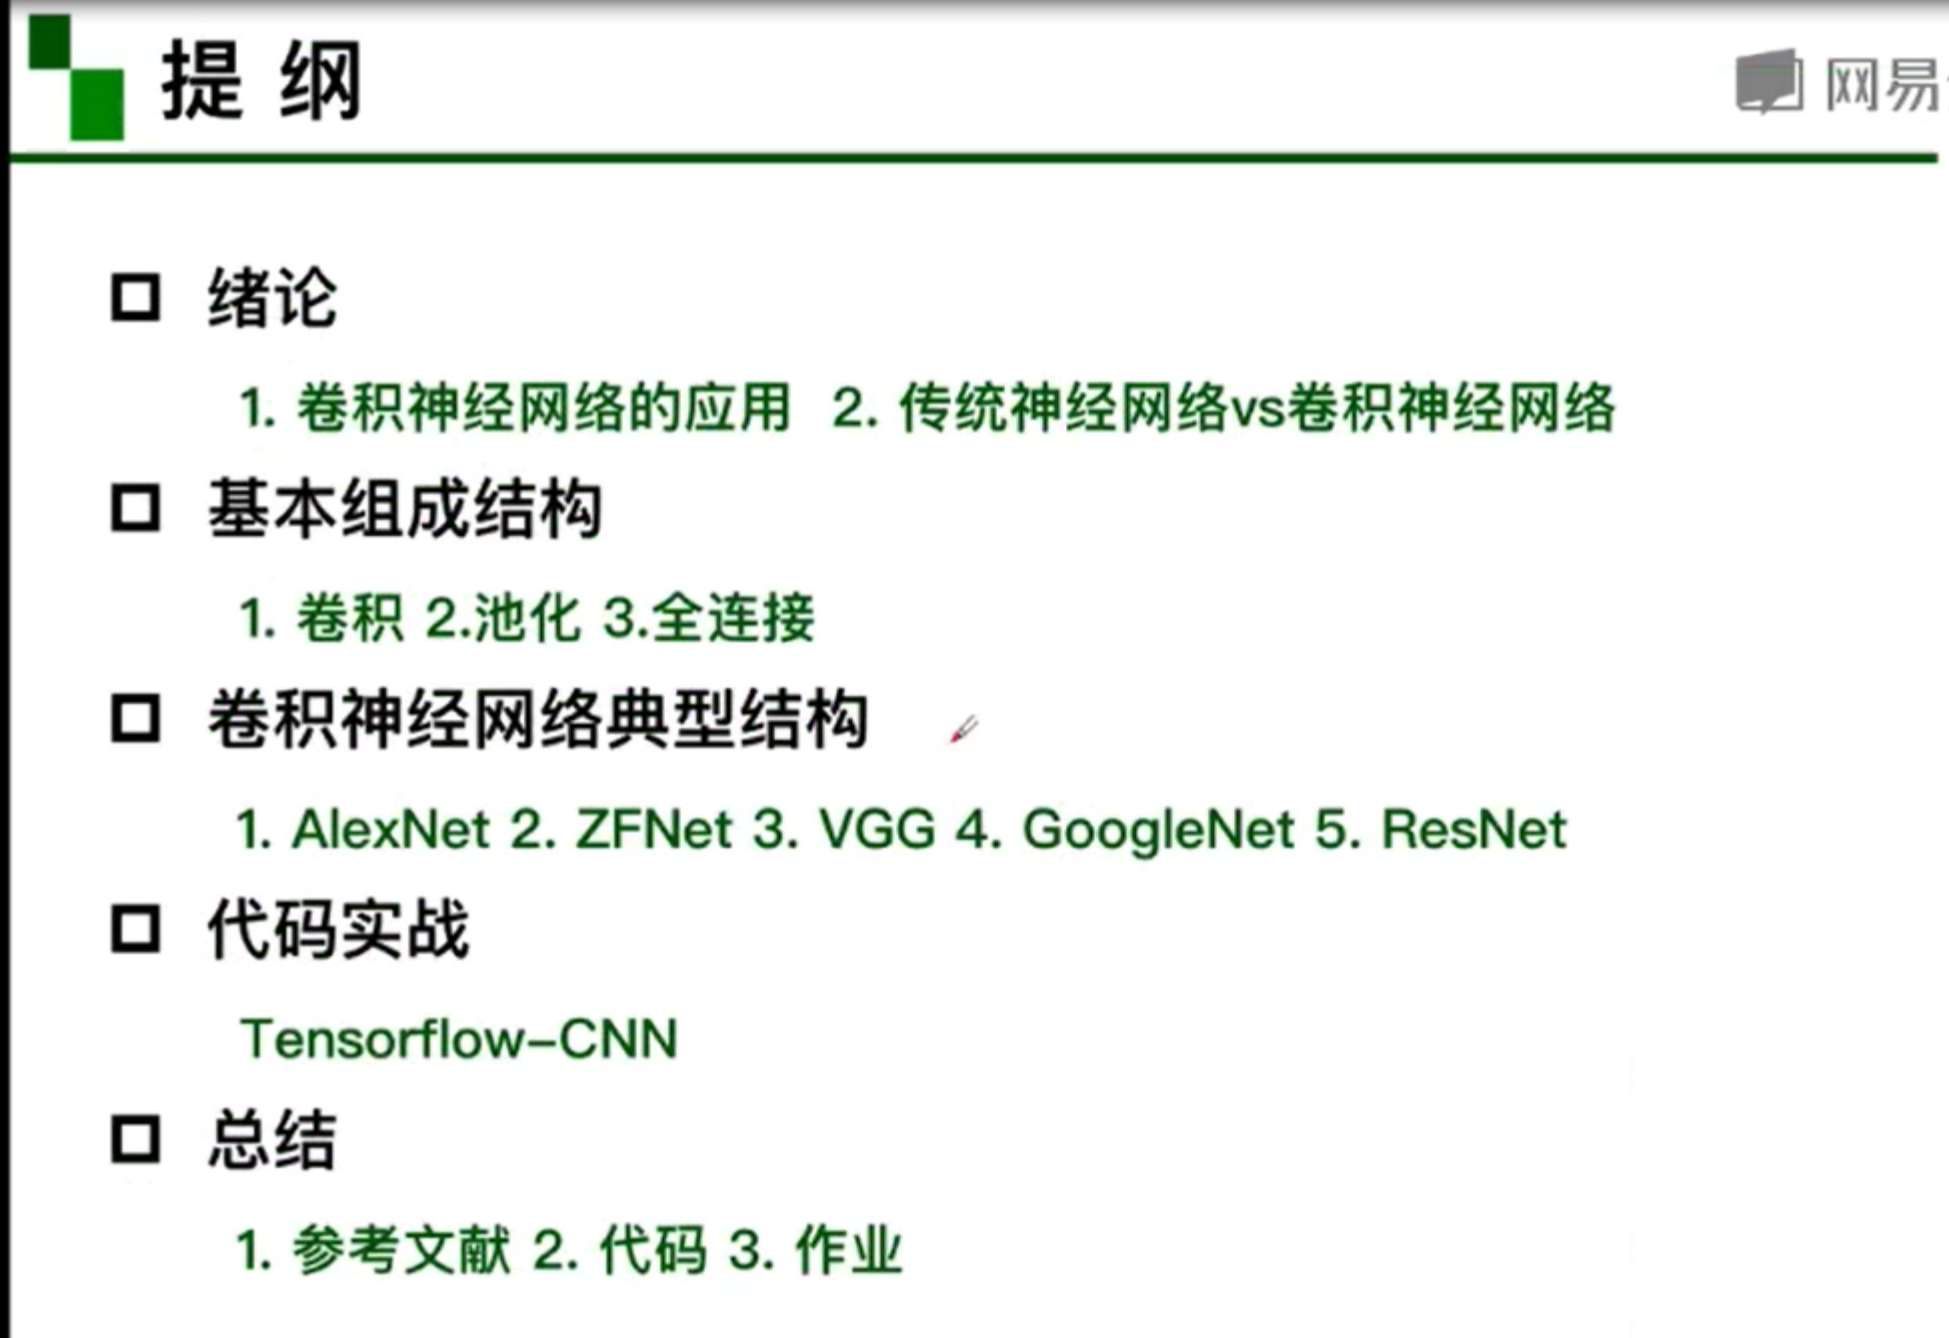 提 纲
网易
绪论
1. 卷积神经网络的应用 2. 传统神经网络vs卷积神经网络
基本组成结构
1. 卷积 2.池化 3.全连接
卷积神经网络典型结构
1. AlexNet 2. ZFNet 3. VGG 4. GoogleNet 5. ResNet
代码实战
Tensorflow-CNN
总结
1. 参考文献 2. 代码 3. 作业